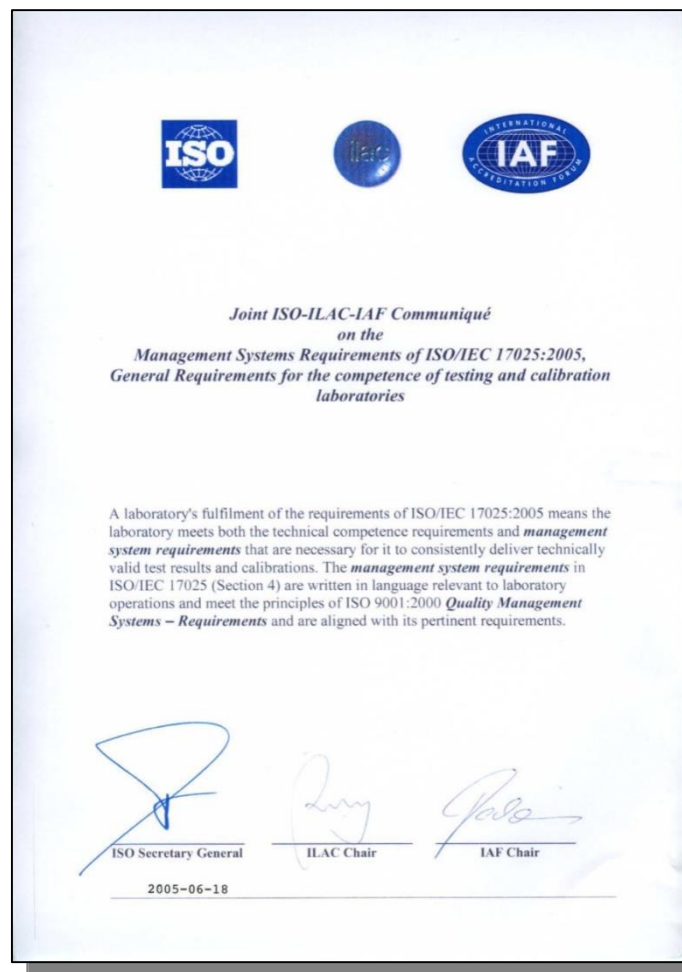 ISO
ilac
INTERNATIONAL
IAF
ACCREDITATION FORUM
Joint ISO-ILAC-IAF Communiqué
on the
Management Systems Requirements of ISO/IEC 17025:2005,
General Requirements for the competence of testing and calibration
laboratories
A laboratory's fulfilment of the requirements of ISO/IEC 17025:2005 means the
laboratory meets both the technical competence requirements and management
system requirements that are necessary for it to consistently deliver technically
valid test results and calibrations. The management system requirements in
ISO/IEC 17025 (Section 4) are written in language relevant to laboratory
operations and meet the principles of ISO 9001:2000 Quality Management
Systems – Requirements and are aligned with its pertinent requirements.
ISO Secretary General
ILAC Chair
IAF Chair
2005-06-18